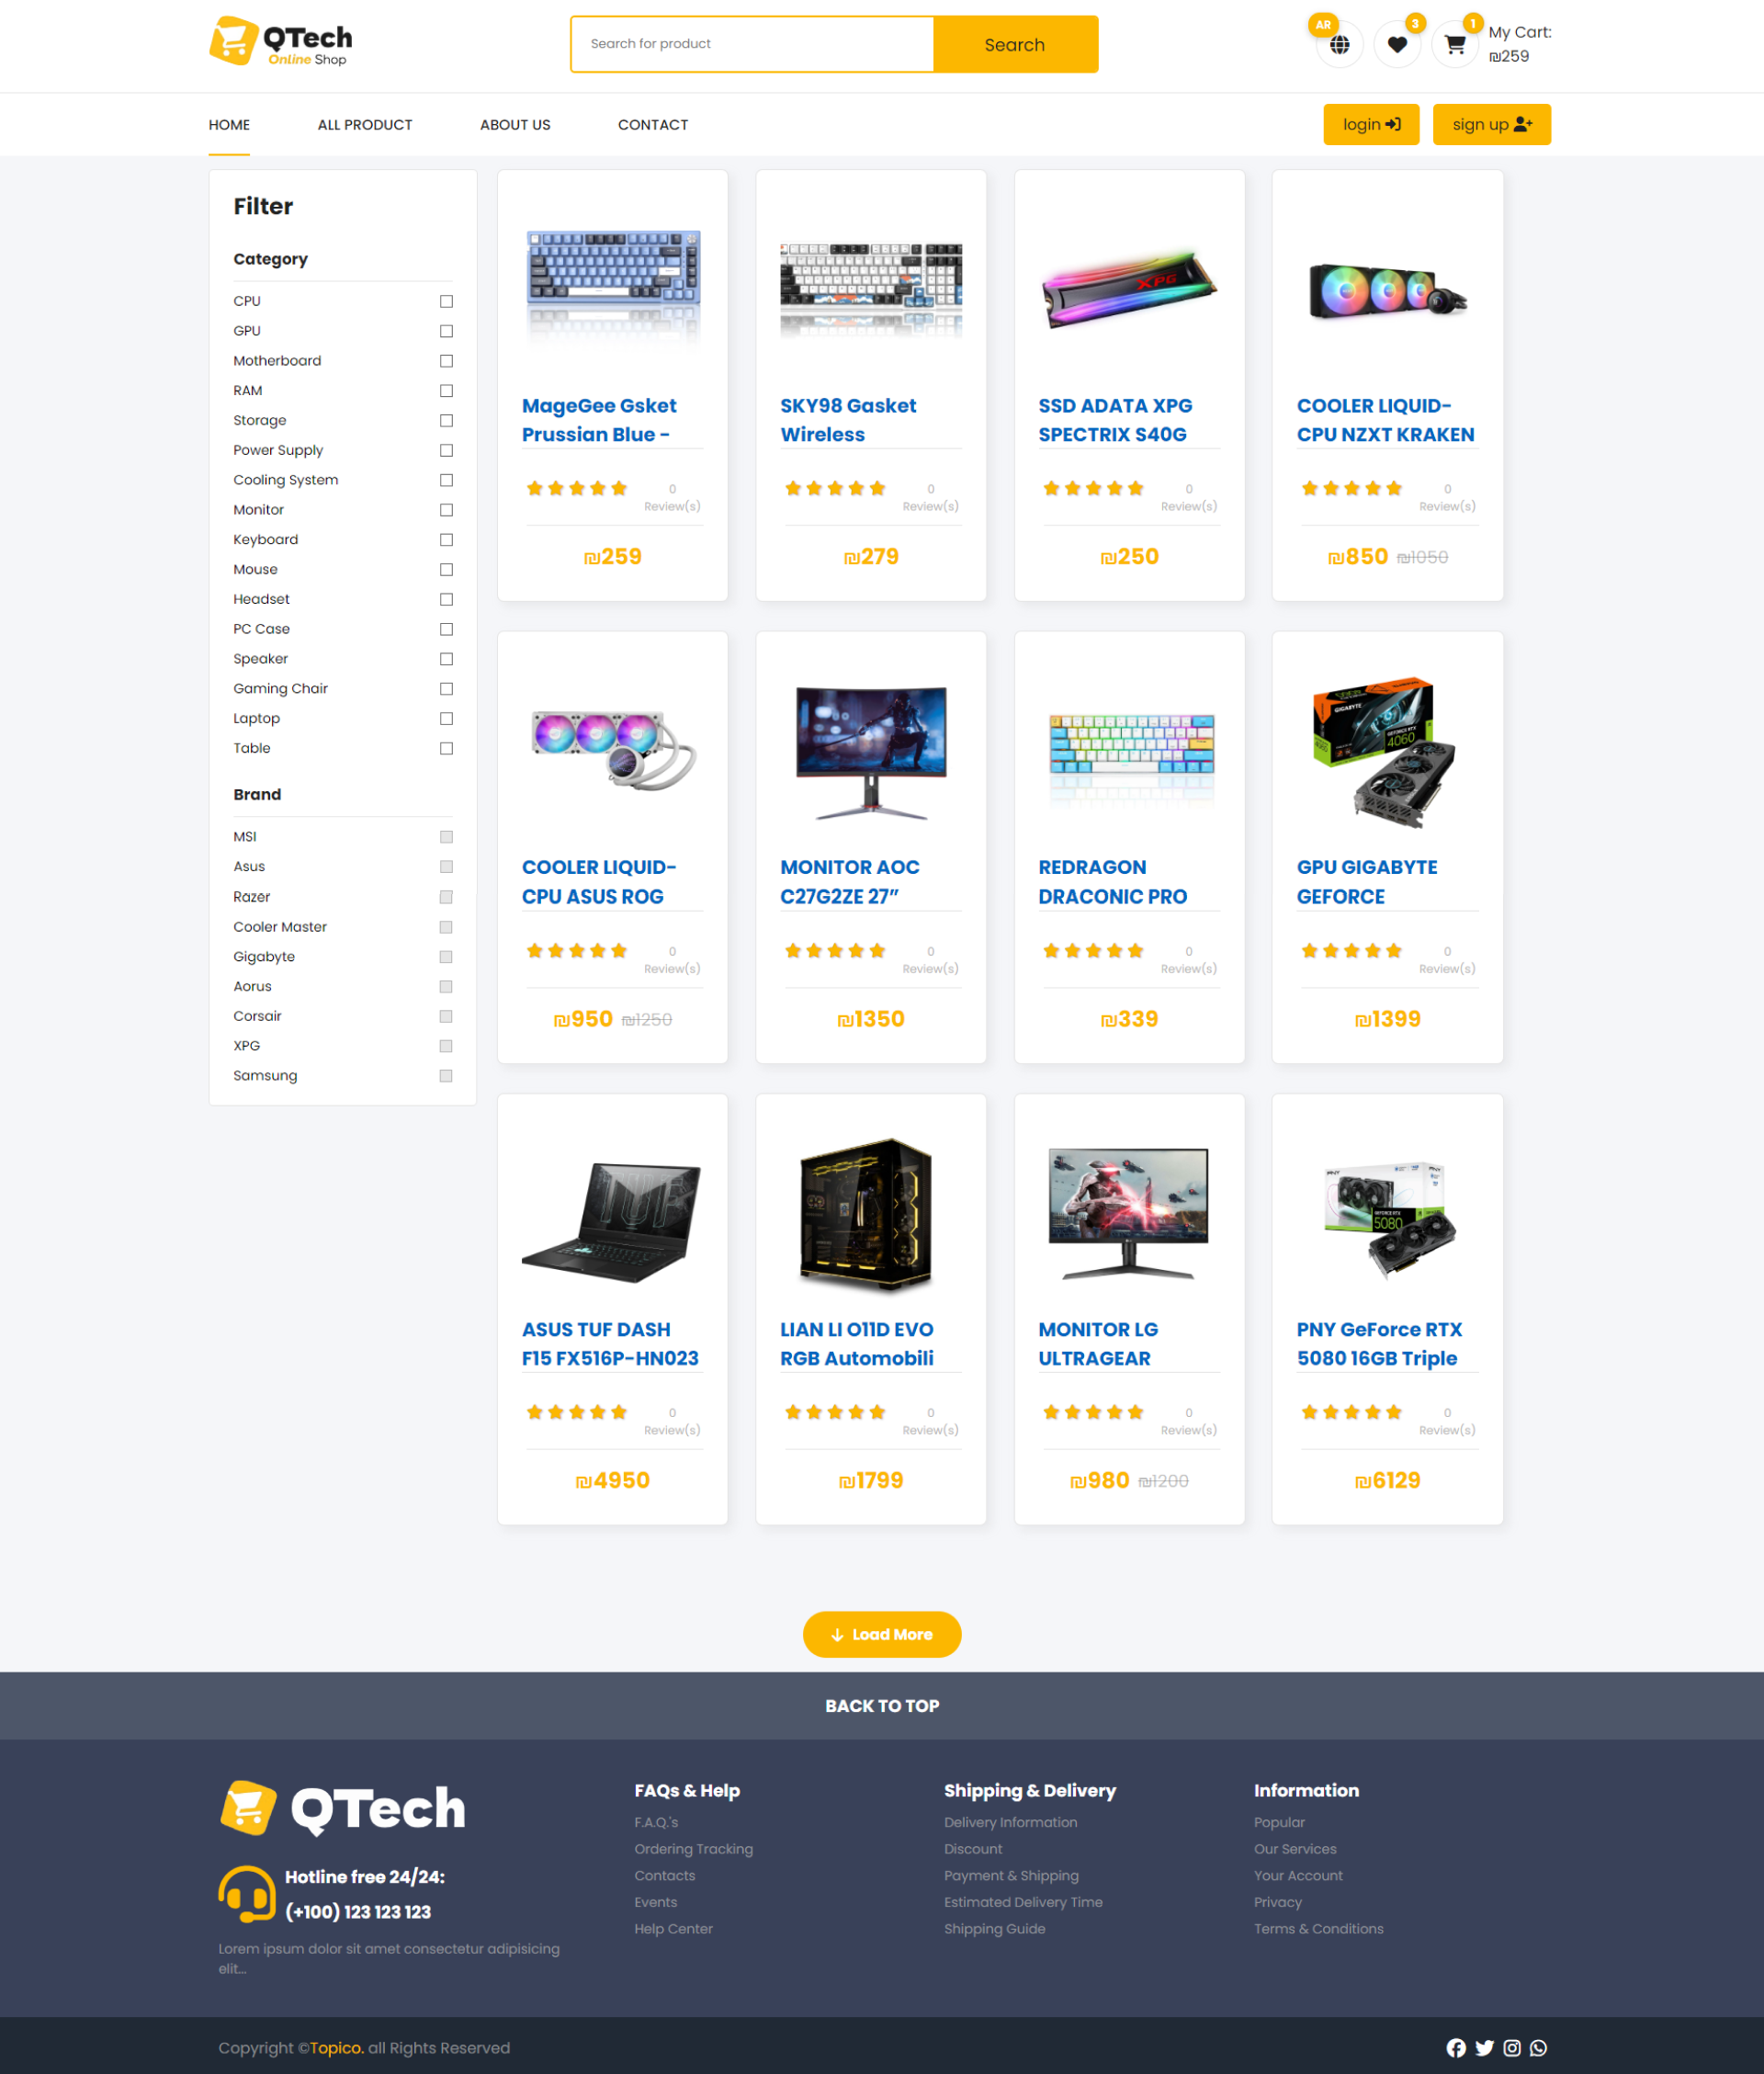 QTech
Online Shop
Search for product
Search
AR
3
1
My Cart:
₪259
HOME
ALL PRODUCT
ABOUT US
CONTACT
login
sign up
Filter
Category
CPU
GPU
Motherboard
RAM
Storage
Power Supply
Cooling System
Monitor
Keyboard
Mouse
Headset
PC Case
Speaker
Gaming Chair
Laptop
Table
Brand
MSI
Asus
Razer
Cooler Master
Gigabyte
Aorus
Corsair
XPG
Samsung
MageGee Gsket
Prussian Blue -
0
Review(s)
₪259
SKY98 Gasket
Wireless
0
Review(s)
₪279
XPG
SSD ADATA XPG
SPECTRIX S40G
0
Review(s)
₪250
COOLER LIQUID-
CPU NZXT KRAKEN
0
Review(s)
₪850 ₪1050
COOLER LIQUID-
CPU ASUS ROG
0
Review(s)
₪950 ₪1250
MONITOR AOC
C27G2ZE 27”
0
Review(s)
₪1350
REDRAGON
DRACONIC PRO
0
Review(s)
₪339
GIGABYTE
GEFORCE RTX
4060
GPU GIGABYTE
GEFORCE
0
Review(s)
₪1399
TUF
ASUS TUF DASH
F15 FX516P-HN023
0
Review(s)
₪4950
LIAN LI O11D EVO
RGB Automobili
0
Review(s)
₪1799
MONITOR LG
ULTRAGEAR
0
Review(s)
₪980 ₪1200
PNY
GEFORCE RTX
5080
PNY GeForce RTX
5080 16GB Triple
0
Review(s)
₪6129
Load More
BACK TO TOP
QTech
Hotline free 24/24:
(+100) 123 123 123
Lorem ipsum dolor sit amet consectetur adipisicing
elit...
FAQs & Help
F.A.Q.'s
Ordering Tracking
Contacts
Events
Help Center
Shipping & Delivery
Delivery Information
Discount
Payment & Shipping
Estimated Delivery Time
Shipping Guide
Information
Popular
Our Services
Your Account
Privacy
Terms & Conditions
Copyright ©Topico. all Rights Reserved